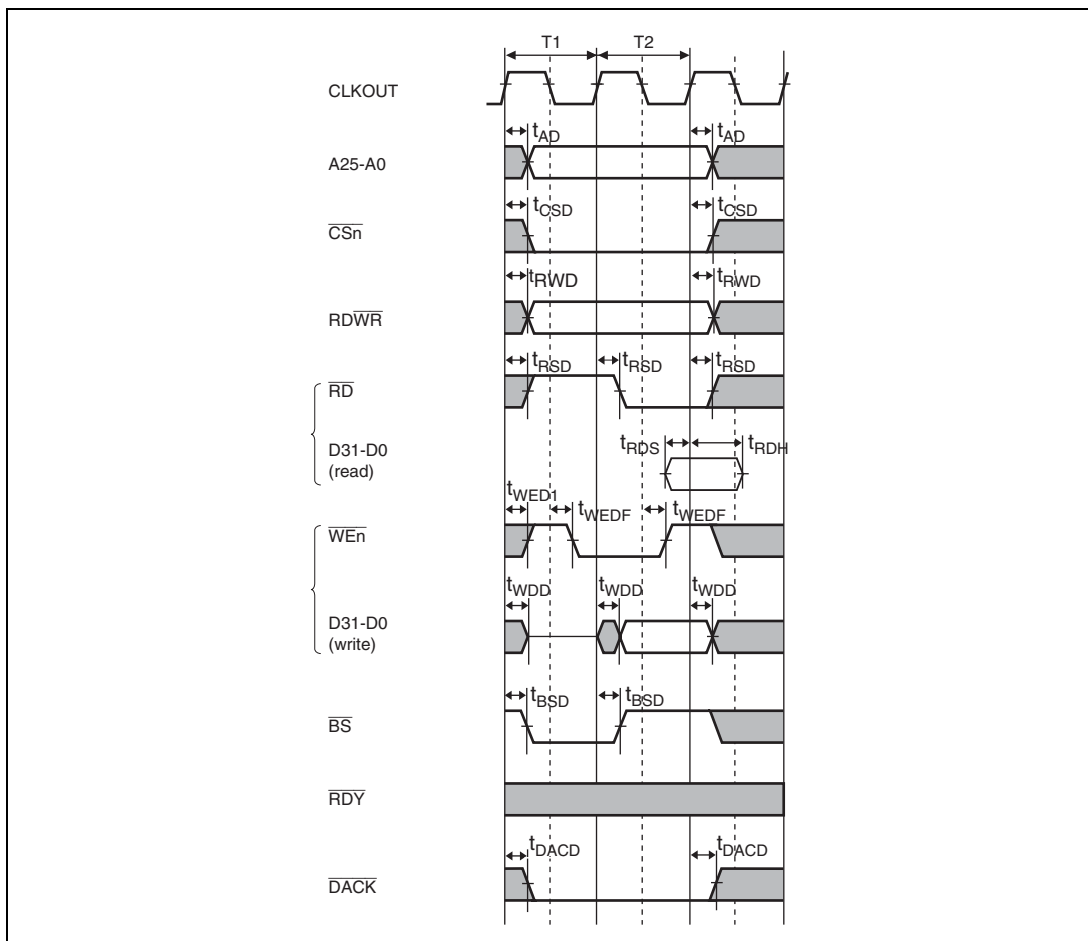 T1 T2
CLKOUT
tAD tAD
A25-A0
tCSD tCSD
CSn
tRWD tRWD
RDWR
tRSD tRSD tRSD
RD
tRDS tRDH
D31-D0
(read)
tWED1
tWEDF tWEDF
WEn
tWDD tWDD tWDD
D31-D0
(write)
tBSD tBSD
BS
RDY
tDACD tDACD
DACK